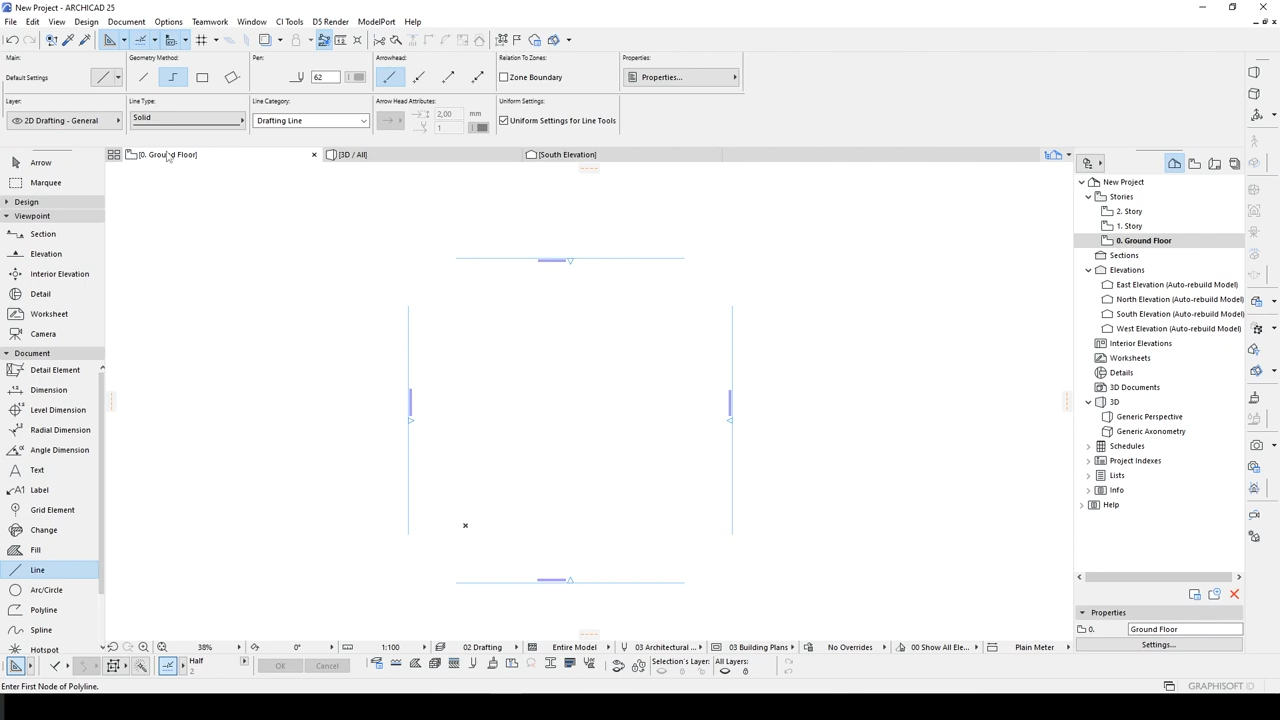 New Project - ARCHICAD 25
File Edit View Design Document Options Teamwork Window CI Tools D5 Render ModelPort Help
Main: Geometry Method: Pen: Arrowhead: Relation To Zones: Properties:
Default Settings 62 Zone Boundary Properties...
Layer: Line Type: Line Category: Arrow Head Attributes: Uniform Settings:
2D Drafting - General Solid Drafting Line 2,00 mm Uniform Settings for Line Tools
1
[0. Ground Floor] [3D / All] [South Elevation]
Arrow
Marquee
Design
Viewpoint
Section
Elevation
Interior Elevation
Detail
Worksheet
Camera
Document
Detail Element
Dimension
Level Dimension
Radial Dimension
Angle Dimension
Text
Label
Grid Element
Change
Fill
Line
Arc/Circle
Polyline
Spline
Hotspot
New Project
Stories
2. Story
1. Story
0. Ground Floor
Sections
Elevations
East Elevation (Auto-rebuild Model)
North Elevation (Auto-rebuild Model)
South Elevation (Auto-rebuild Model)
West Elevation (Auto-rebuild Model)
Interior Elevations
Worksheets
Details
3D Documents
3D
Generic Perspective
Generic Axonometry
Schedules
Project Indexes
Lists
Info
Help
Properties
0. Ground Floor
Settings...
38% 0° 1:100 02 Drafting Entire Model 03 Architectural ... 03 Building Plans No Overrides 00 Show All Ele... Plain Meter
Half
2
OK Cancel Selection's Layer: All Layers:
Enter First Node of Polyline.
GRAPHISOFT